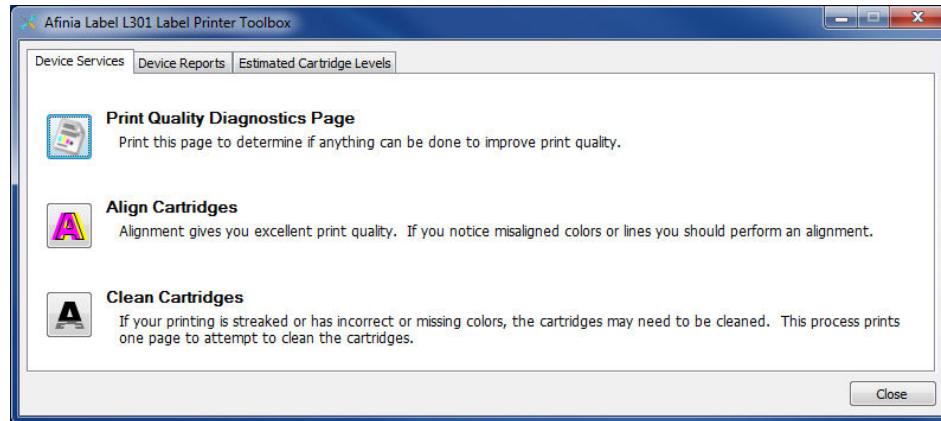 Afinia Label L301 Label Printer Toolbox
Device Services Device Reports Estimated Cartridge Levels
Print Quality Diagnostics Page
Print this page to determine if anything can be done to improve print quality.
Align Cartridges
Alignment gives you excellent print quality. If you notice misaligned colors or lines you should perform an alignment.
Clean Cartridges
If your printing is streaked or has incorrect or missing colors, the cartridges may need to be cleaned. This process prints
one page to attempt to clean the cartridges.
Close